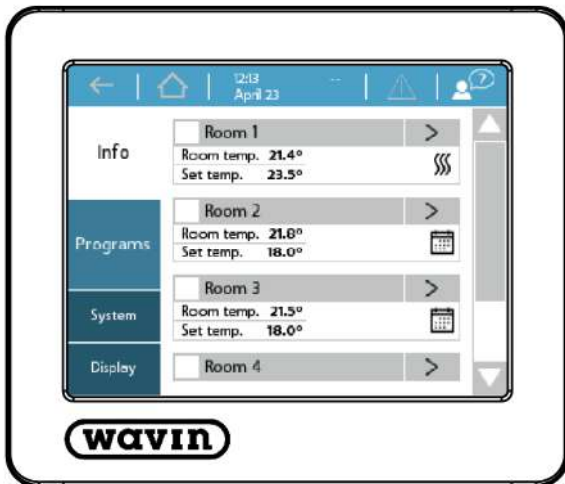 12:13 --
April 23
?
Info
Programs
System
Display
Room 1 >
Room temp. 21.4°
Set temp. 23.5°
Room 2 >
Room temp. 21.8°
Set temp. 18.0°
Room 3 >
Room temp. 21.5°
Set temp. 18.0°
Room 4 >
wavin